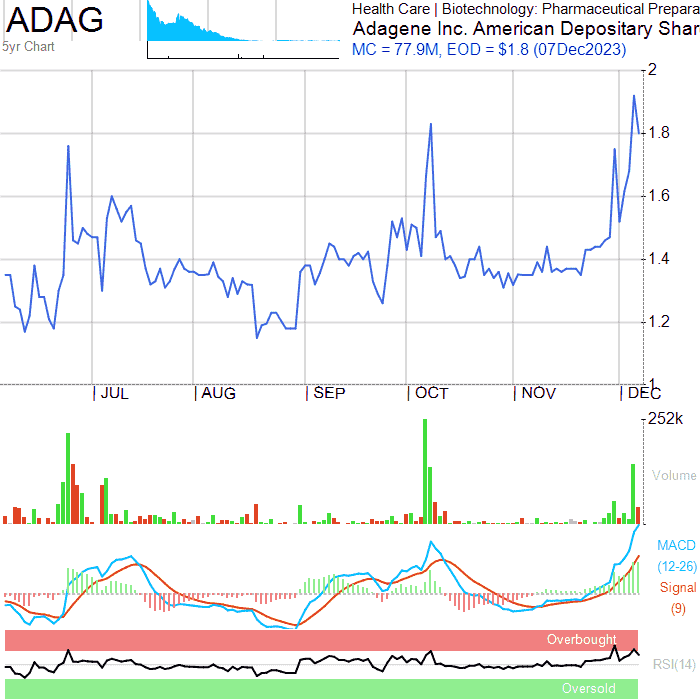 ADAG
5yr Chart
Health Care | Biotechnology: Pharmaceutical Prepara
Adagene Inc. American Depositary Shar
MC = 77.9M, EOD = $1.8 (07Dec2023)
2
1.8
1.6
1.4
1.2
1
JUL
AUG
SEP
OCT
NOV
DEC
252k
Volume
MACD
(12-26)
Signal
(9)
Overbought
RSI(14)
Oversold